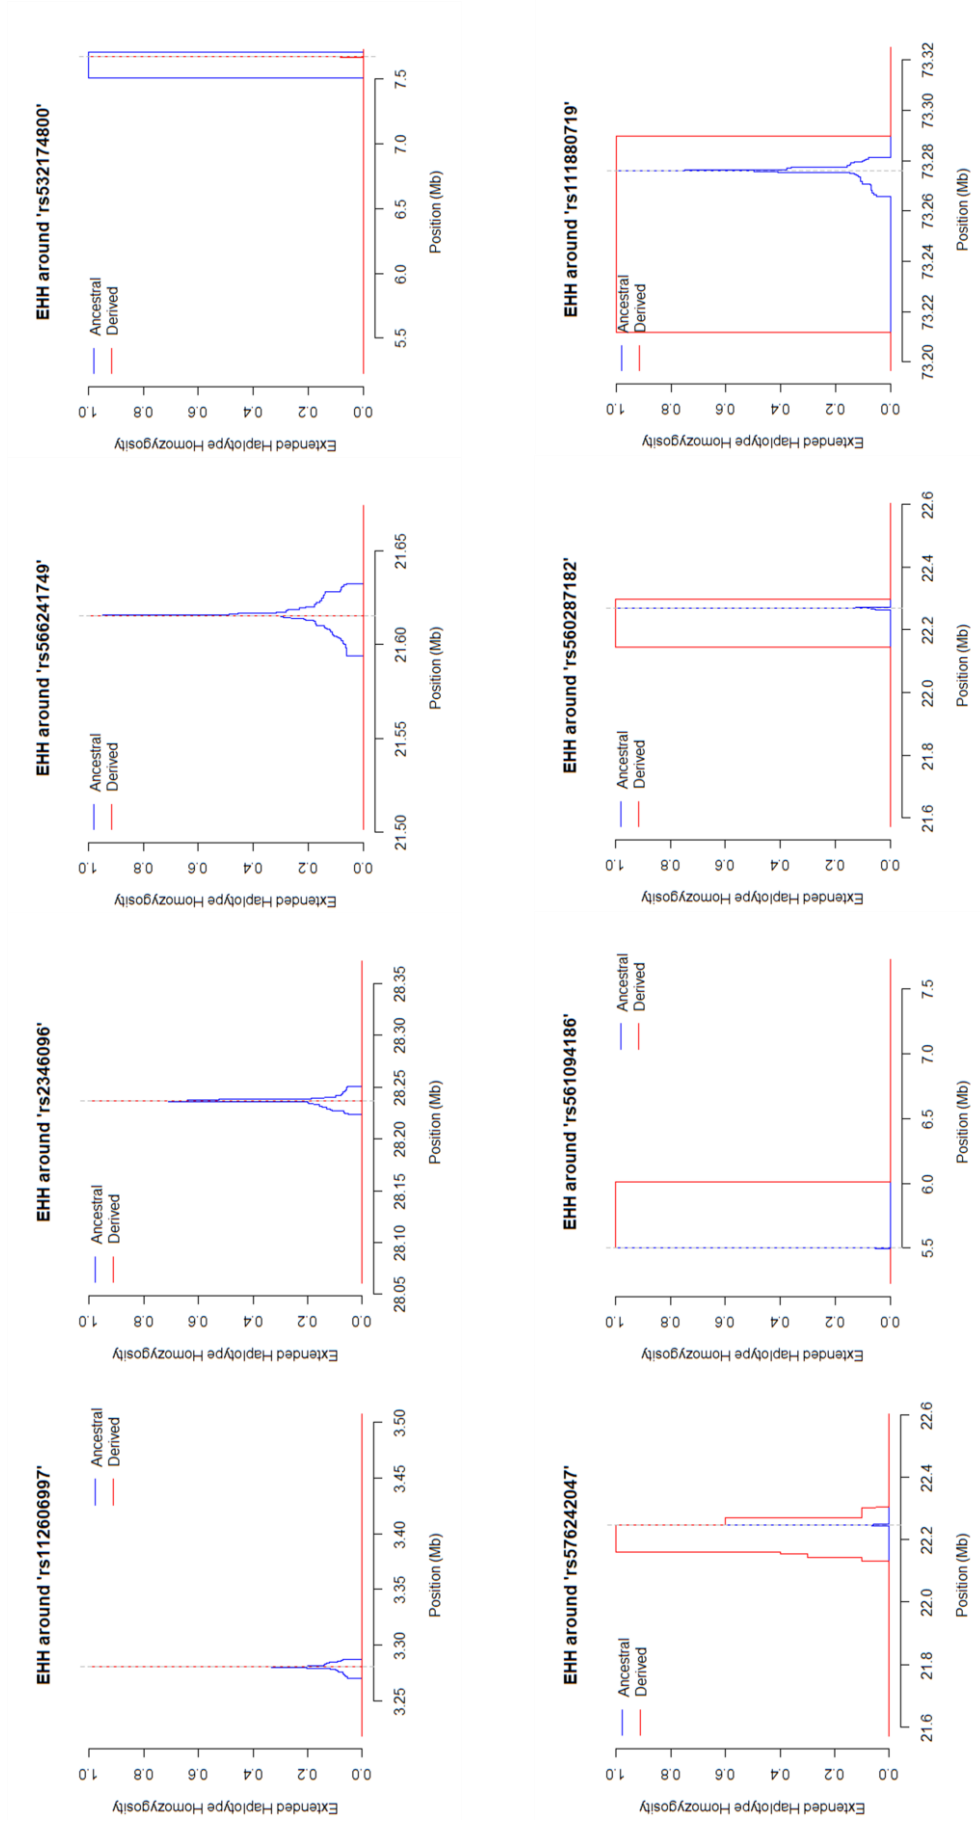 EHH around 'rs112606997'
Ancestral
Derived
Extended Haplotype Homozygosity
1.0
0.8
0.6
0.4
0.2
0.0
3.25 3.30 3.35 3.40 3.45 3.50
Position (Mb)
EHH around 'rs2346096'
Ancestral
Derived
Extended Haplotype Homozygosity
1.0
0.8
0.6
0.4
0.2
0.0
28.05 28.10 28.15 28.20 28.25 28.30 28.35
Position (Mb)
EHH around 'rs566241749'
Ancestral
Derived
Extended Haplotype Homozygosity
1.0
0.8
0.6
0.4
0.2
0.0
21.50 21.55 21.60 21.65
Position (Mb)
EHH around 'rs532174800'
Ancestral
Derived
Extended Haplotype Homozygosity
1.0
0.8
0.6
0.4
0.2
0.0
5.5 6.0 6.5 7.0 7.5
Position (Mb)
EHH around 'rs576242047'
Ancestral
Derived
Extended Haplotype Homozygosity
1.0
0.8
0.6
0.4
0.2
0.0
21.6 21.8 22.0 22.2 22.4 22.6
Position (Mb)
EHH around 'rs561094186'
Ancestral
Derived
Extended Haplotype Homozygosity
1.0
0.8
0.6
0.4
0.2
0.0
5.5 6.0 6.5 7.0 7.5
Position (Mb)
EHH around 'rs560287182'
Ancestral
Derived
Extended Haplotype Homozygosity
1.0
0.8
0.6
0.4
0.2
0.0
21.6 21.8 22.0 22.2 22.4 22.6
Position (Mb)
EHH around 'rs111880719'
Ancestral
Derived
Extended Haplotype Homozygosity
1.0
0.8
0.6
0.4
0.2
0.0
73.20 73.22 73.24 73.26 73.28 73.30 73.32
Position (Mb)